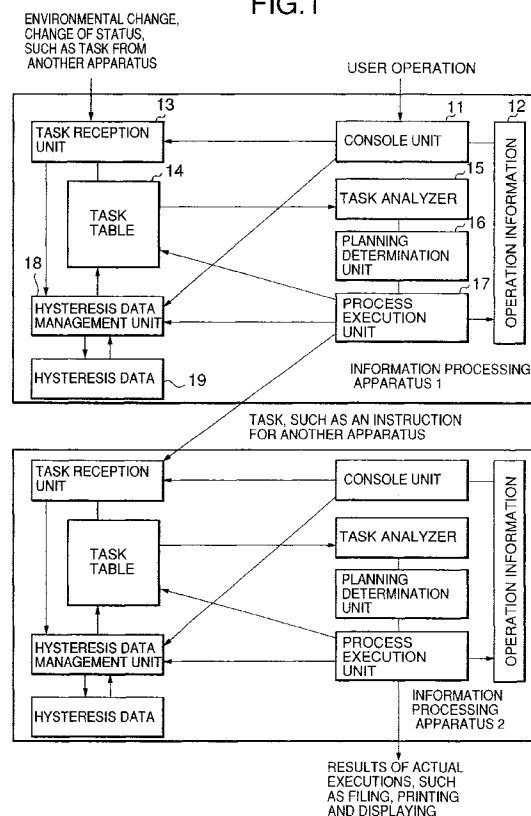 FIG.1
ENVIRONMENTAL CHANGE,
CHANGE OF STATUS,
SUCH AS TASK FROM
ANOTHER APPARATUS
USER OPERATION
13
11
12
TASK RECEPTION
UNIT
CONSOLE UNIT
14
15
TASK
TABLE
TASK ANALYZER
16
PLANNING
DETERMINATION
UNIT
18
17
HYSTERESIS DATA
MANAGEMENT UNIT
PROCESS
EXECUTION
UNIT
OPERATION INFORMATION
HYSTERESIS DATA
19
INFORMATION PROCESSING
APPARATUS 1
TASK, SUCH AS AN INSTRUCTION
FOR ANOTHER APPARATUS
TASK RECEPTION
UNIT
CONSOLE UNIT
TASK
TABLE
TASK ANALYZER
PLANNING
DETERMINATION
UNIT
HYSTERESIS DATA
MANAGEMENT UNIT
PROCESS
EXECUTION
UNIT
OPERATION INFORMATION
HYSTERESIS DATA
INFORMATION
PROCESSING
APPARATUS 2
RESULTS OF ACTUAL
EXECUTIONS, SUCH
AS FILING, PRINTING
AND DISPLAYING